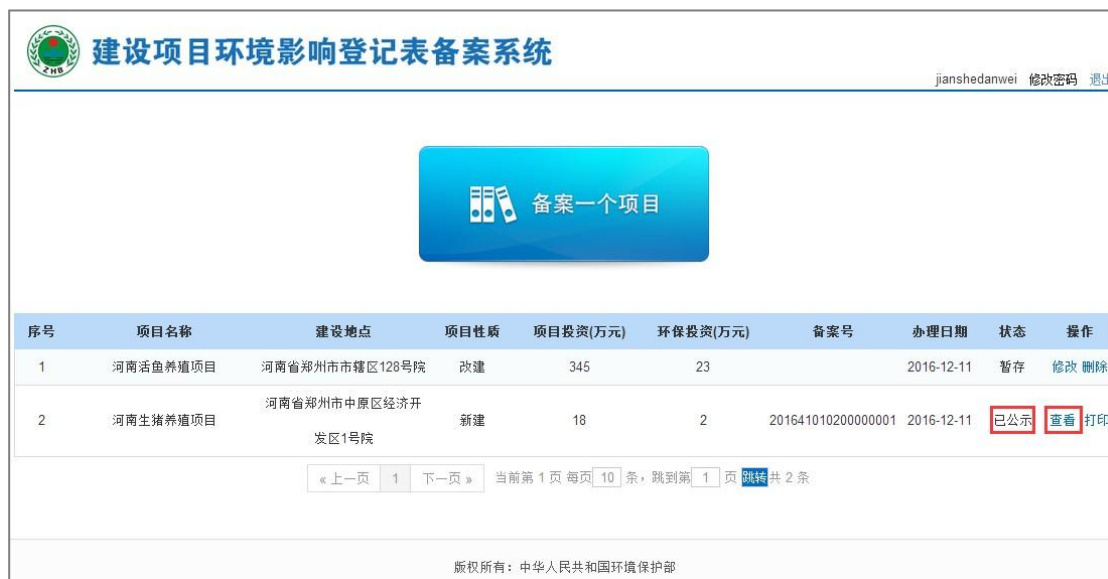 ZHB
建设项目环境影响登记表备案系统
jianshedanwei 修改密码 退出
备案一个项目
序号 项目名称 建设地点 项目性质 项目投资(万元) 环保投资(万元) 备案号 办理日期 状态 操作
1 河南活鱼养殖项目 河南省郑州市市辖区128号院 改建 345 23 2016-12-11 暂存 修改 删除
2 河南生猪养殖项目 河南省郑州市中原区经济开
发区1号院 新建 18 2 201641010200000001 2016-12-11 已公示 查看 打印
« 上一页 1 下一页 » 当前第 1 页 每页 10 条，跳到第 1 页 跳转 共 2 条
版权所有：中华人民共和国环境保护部